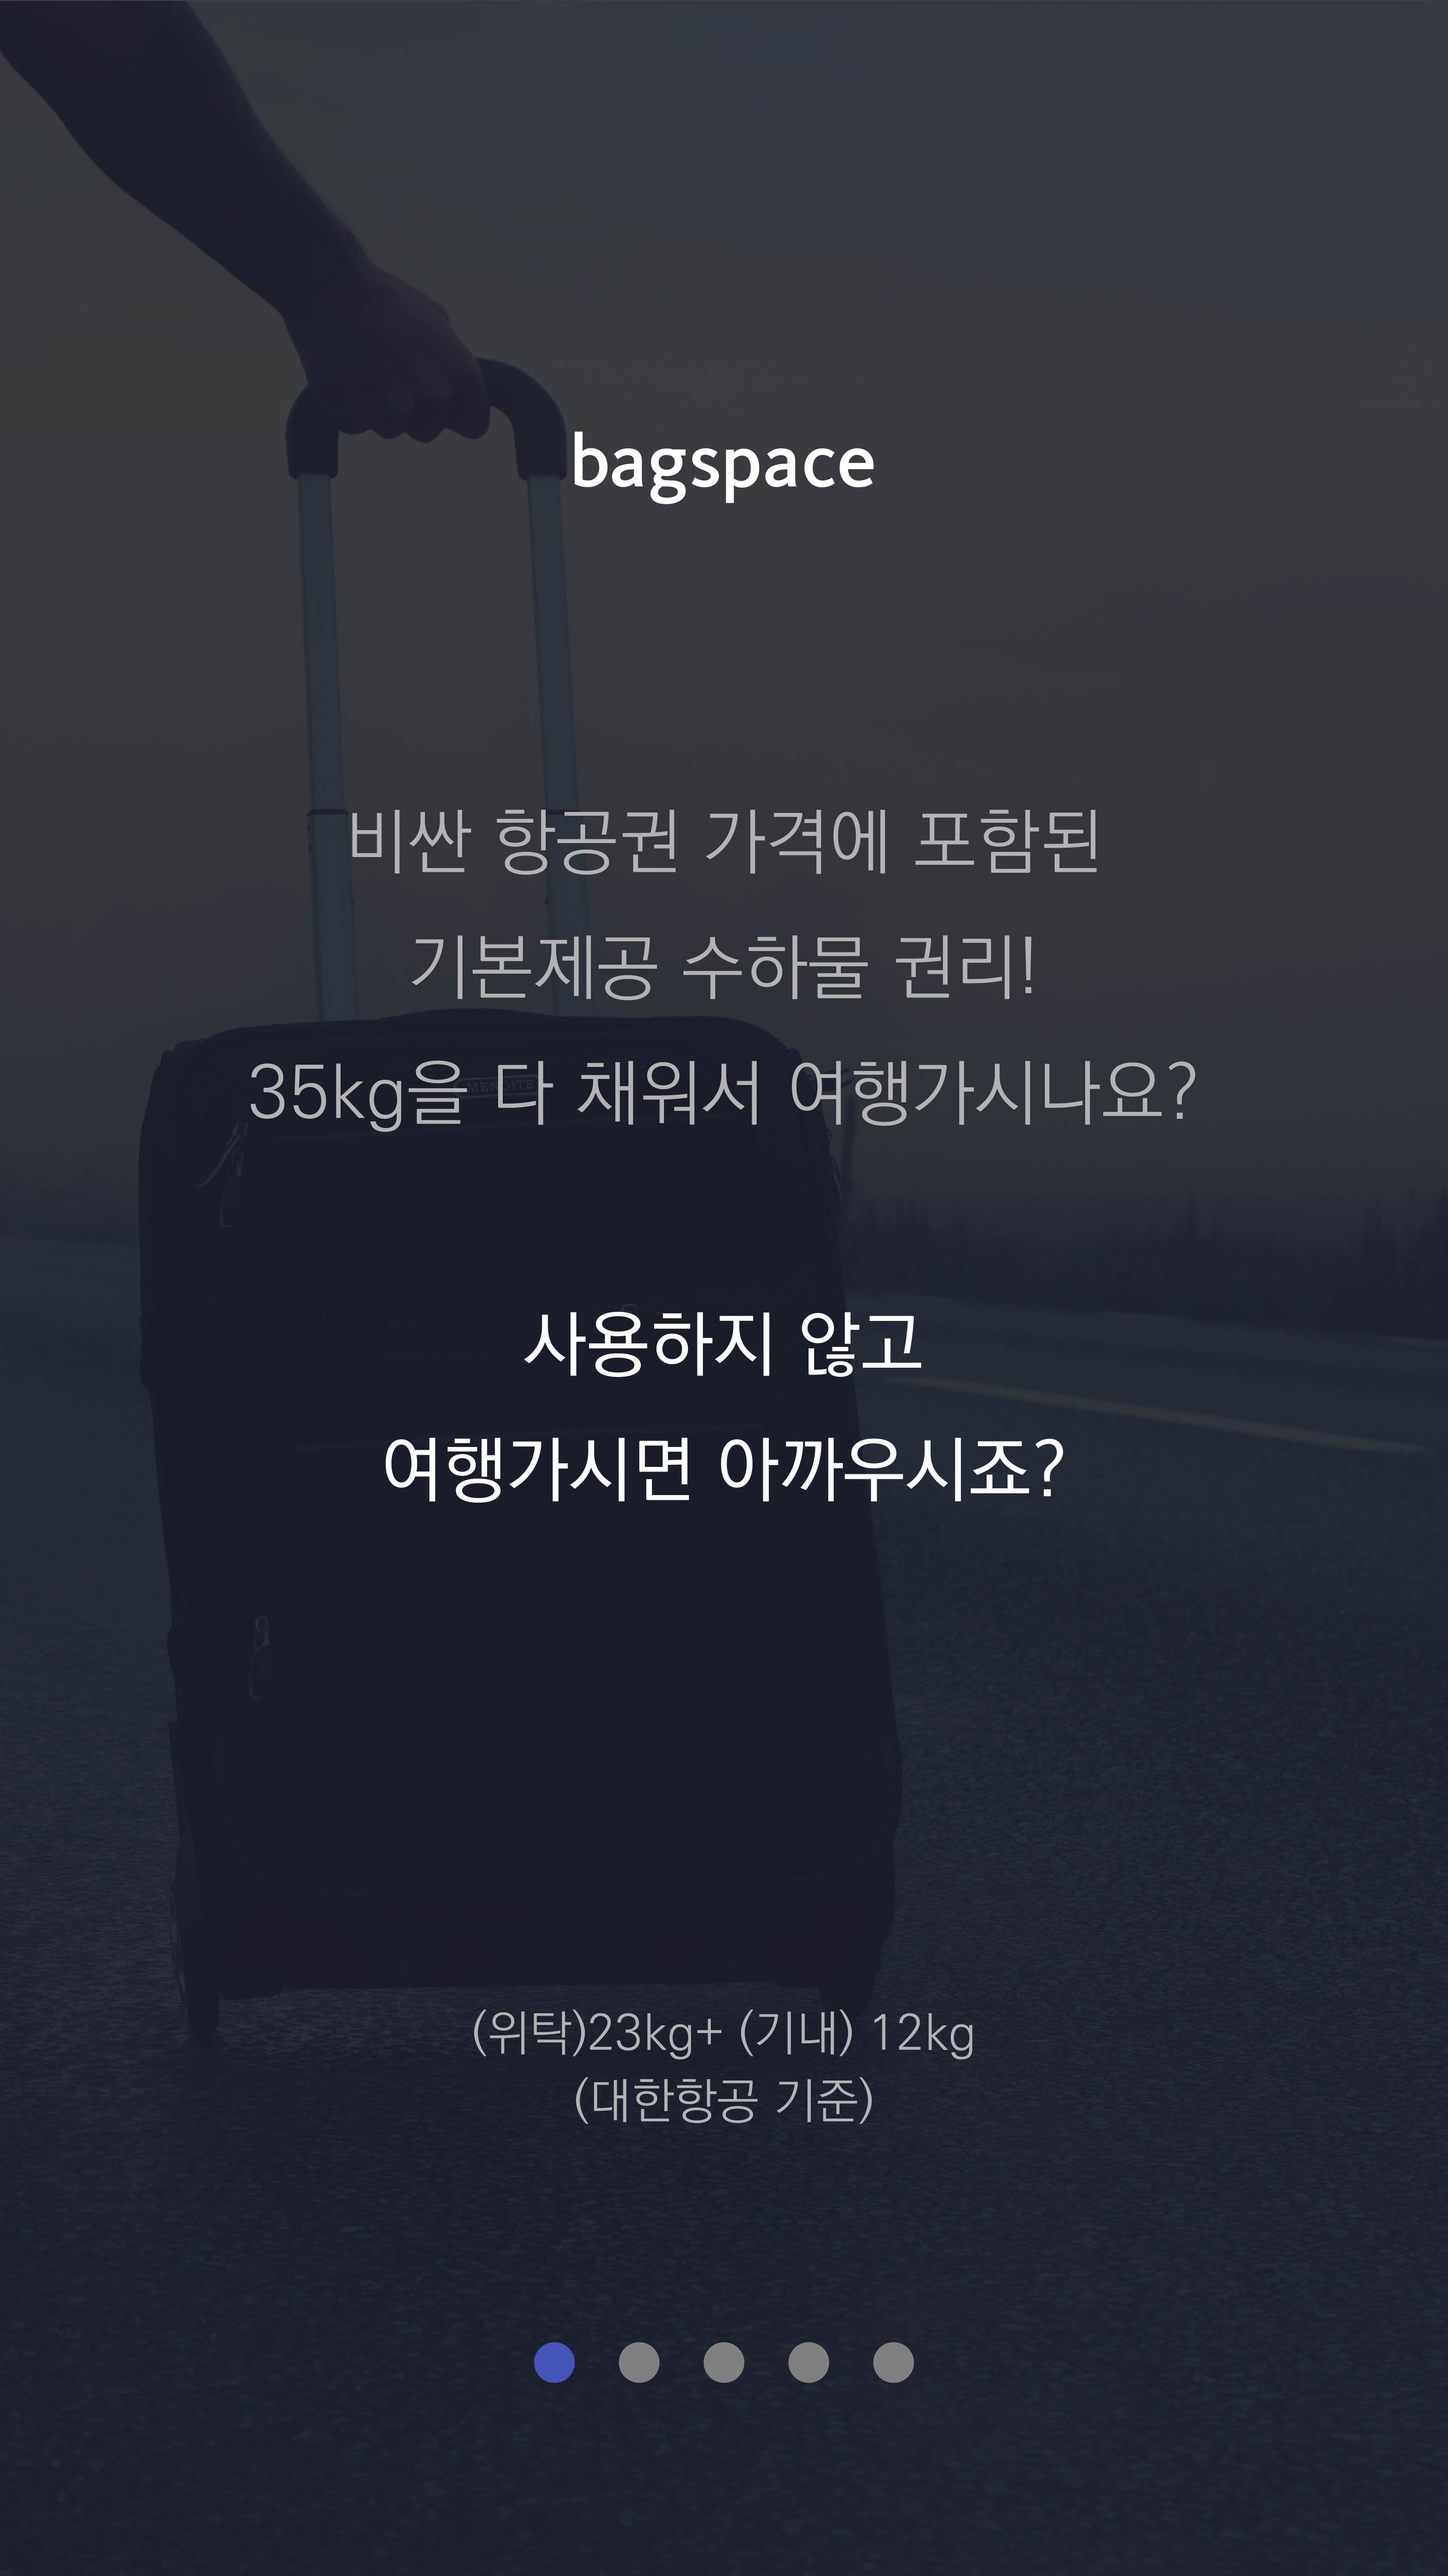 bagspace
비싼 항공권 가격에 포함된
기본제공 수하물 권리!
35kg을 다 채워서 여행가시나요?
사용하지 않고
여행가시면 아까우시죠?
(위탁)23kg+ (기내) 12kg
(대한항공 기준)